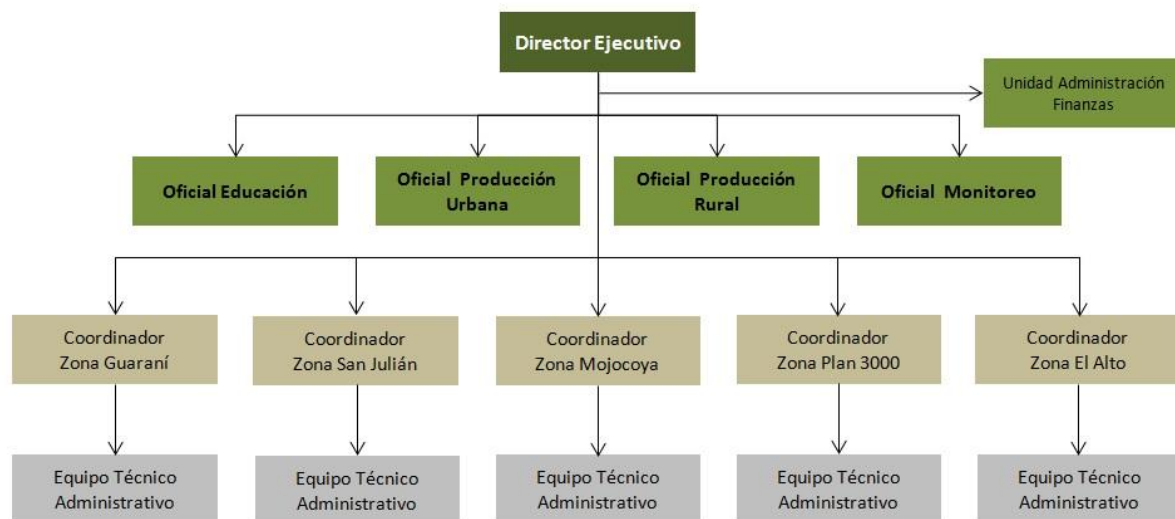 Director Ejecutivo
Unidad Administración
Finanzas
Oficial Educación
Oficial Producción
Urbana
Oficial Producción
Rural
Oficial Monitoreo
Coordinador
Zona Guaraní
Coordinador
Zona San Julián
Coordinador
Zona Mojocoya
Coordinador
Zona Plan 3000
Coordinador
Zona El Alto
Equipo Técnico
Administrativo
Equipo Técnico
Administrativo
Equipo Técnico
Administrativo
Equipo Técnico
Administrativo
Equipo Técnico
Administrativo